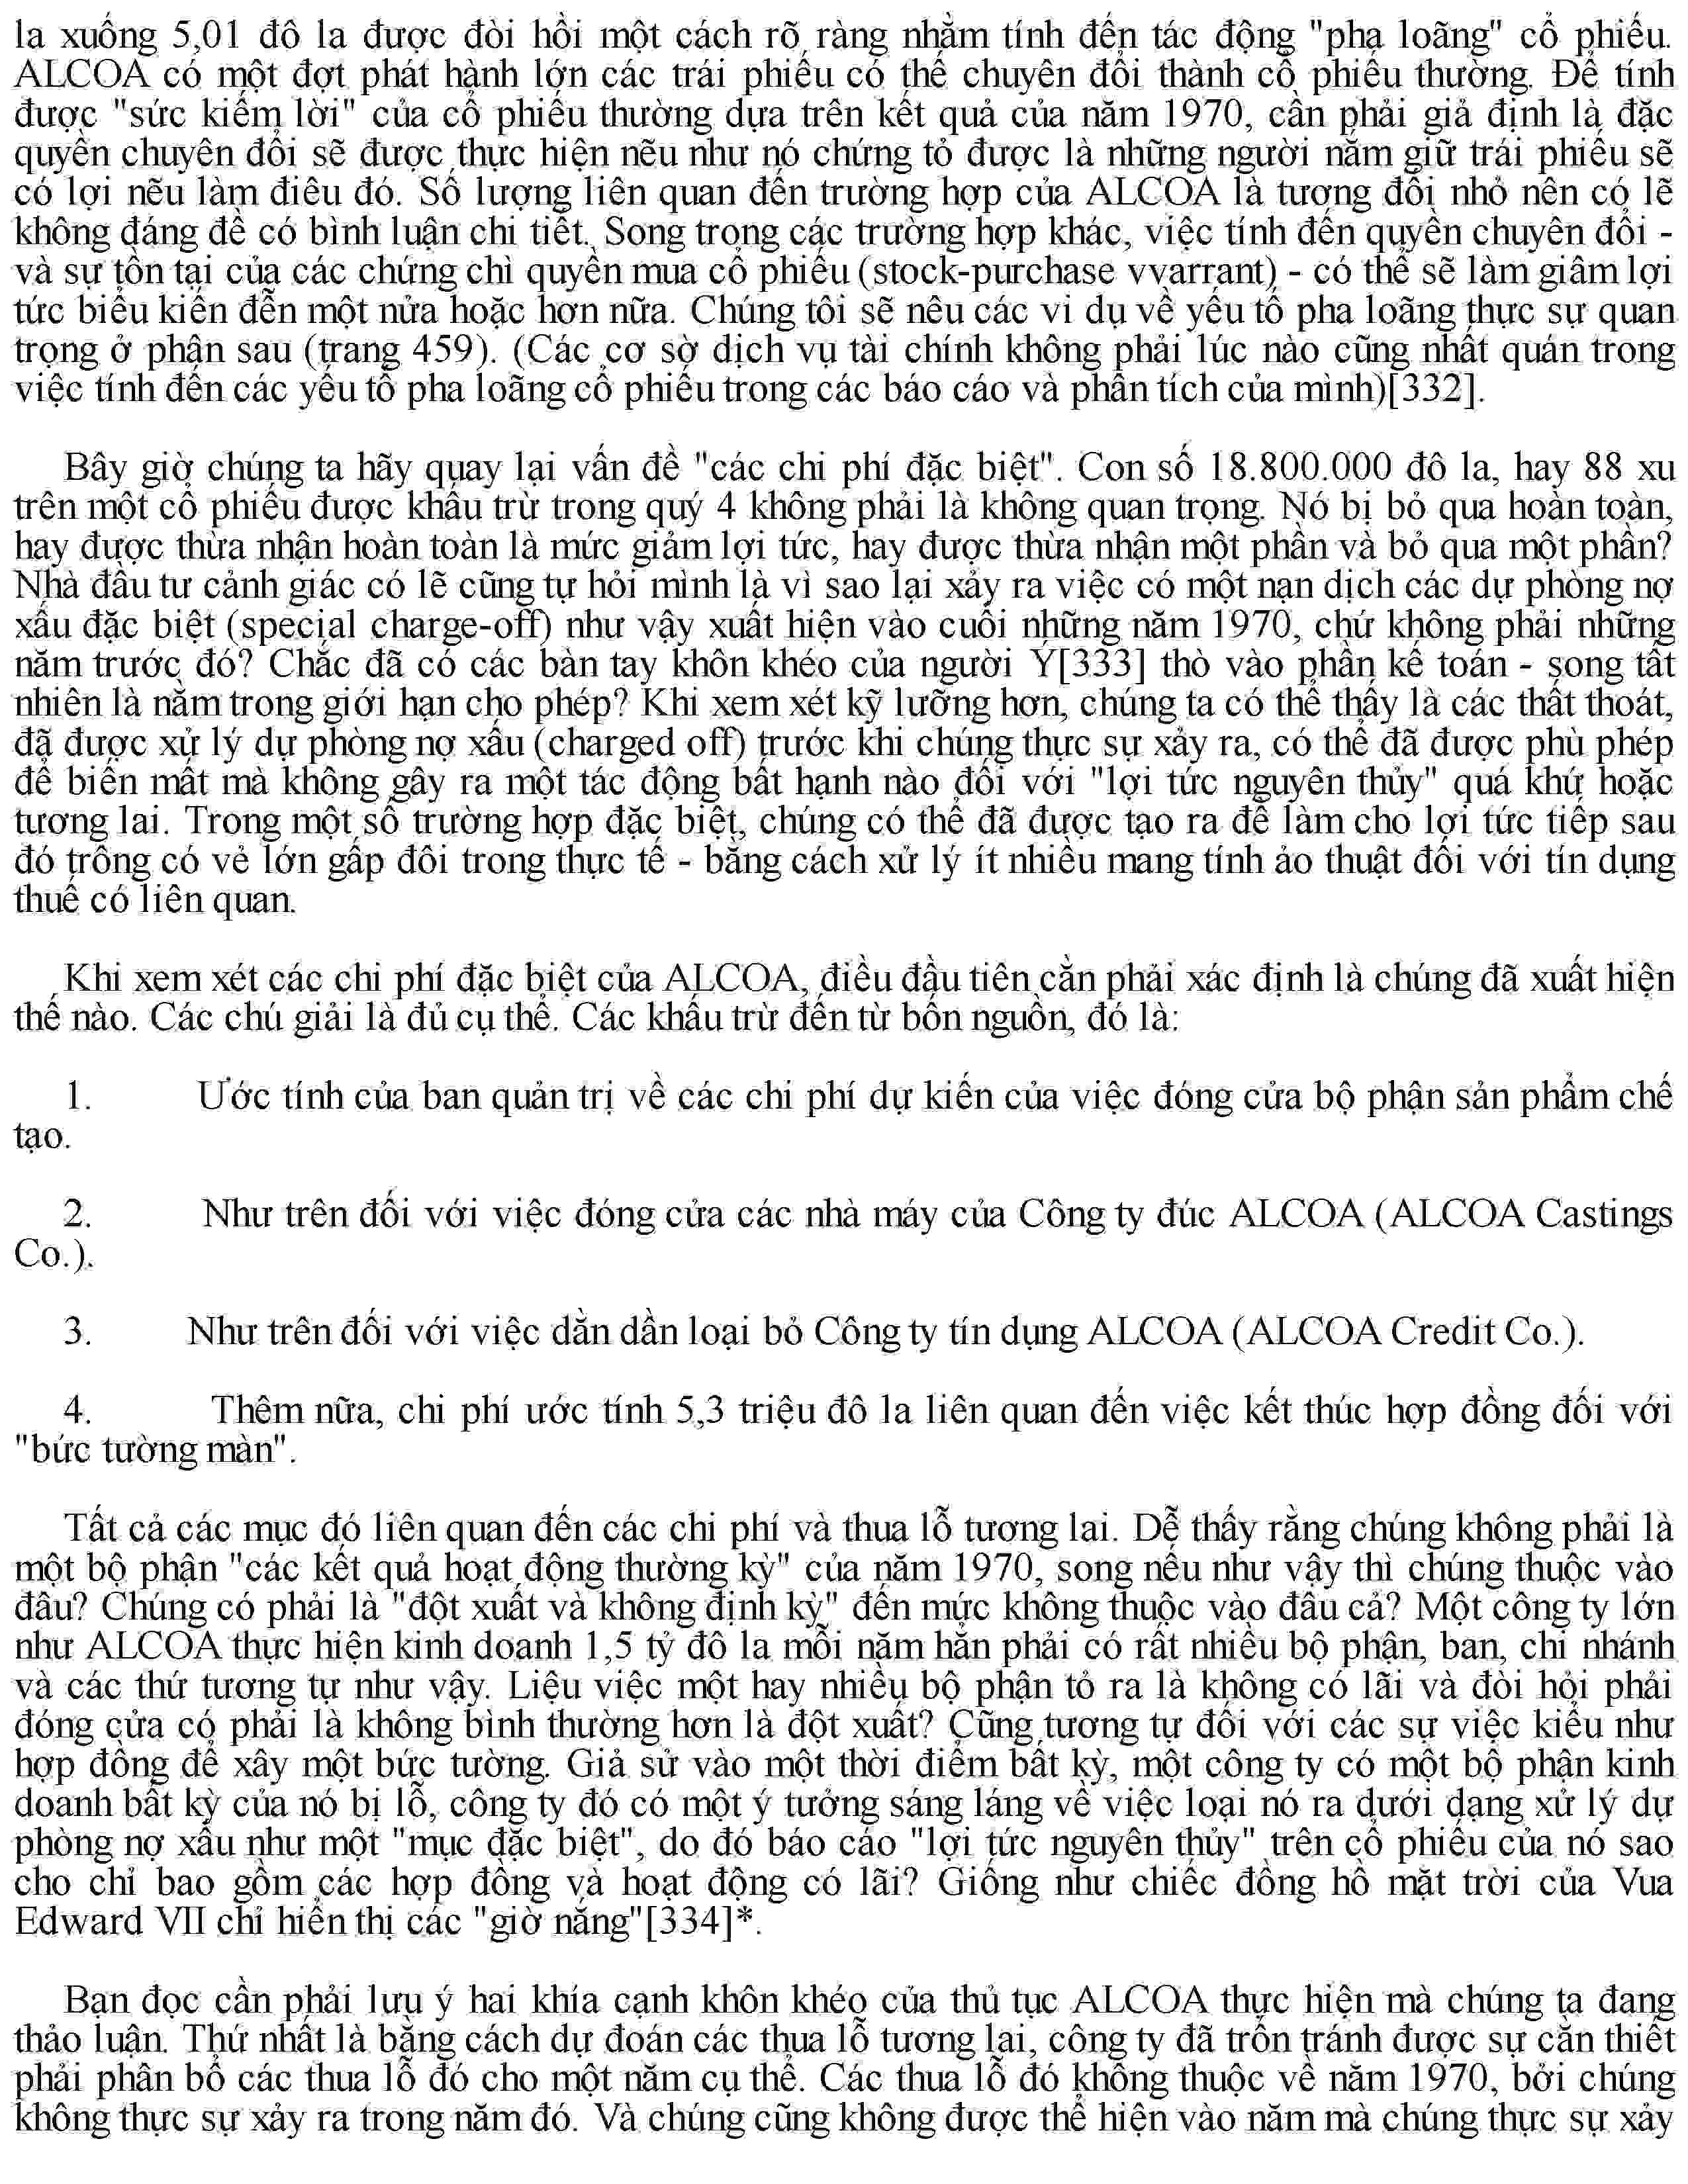 la xuống 5,01 đô la được đòi hỏi một cách rõ ràng nhằm tính đến tác động "pha loãng" cổ phiếu.
ALCOA có một đợt phát hành lớn các trái phiếu có thể chuyển đổi thành cổ phiếu thường. Để tính
được "sức kiếm lời" của cổ phiếu thường dựa trên kết quả của năm 1970, cần phải giả định là đặc
quyền chuyển đổi sẽ được thực hiện nếu như nó chứng tỏ được là những người nắm giữ trái phiếu sẽ
có lợi nếu làm điều đó. Số lượng liên quan đến trường hợp của ALCOA là tương đối nhỏ nên có lẽ
không đáng để có bình luận chi tiết. Song trong các trường hợp khác, việc tính đến quyền chuyển đổi -
và sự tồn tại của các chứng chỉ quyền mua cổ phiếu (stock-purchase vvarrant) - có thể sẽ làm giảm lợi
tức biểu kiến đến một nửa hoặc hơn nữa. Chúng tôi sẽ nêu các ví dụ về yếu tố pha loãng thực sự quan
trọng ở phần sau (trang 459). (Các cơ sở dịch vụ tài chính không phải lúc nào cũng nhất quán trong
việc tính đến các yếu tố pha loãng cổ phiếu trong các báo cáo và phân tích của mình)[332].
Bây giờ chúng ta hãy quay lại vấn đề "các chi phí đặc biệt". Con số 18.800.000 đô la, hay 88 xu
trên một cổ phiếu được khấu trừ trong quý 4 không phải là không quan trọng. Nó bị bỏ qua hoàn toàn,
hay được thừa nhận hoàn toàn là mức giảm lợi tức, hay được thừa nhận một phần và bỏ qua một phần?
Nhà đầu tư cảnh giác có lẽ cũng tự hỏi mình là vì sao lại xảy ra việc có một nạn dịch các dự phòng nợ
xấu đặc biệt (special charge-off) như vậy xuất hiện vào cuối những năm 1970, chứ không phải những
năm trước đó? Chắc đã có các bàn tay khôn khéo của người Ý[333] thò vào phần kế toán - song tất
nhiên là nằm trong giới hạn cho phép? Khi xem xét kỹ lưỡng hơn, chúng ta có thể thấy là các thất thoát,
đã được xử lý dự phòng nợ xấu (charged off) trước khi chúng thực sự xảy ra, có thể đã được phù phép
để biến mất mà không gây ra một tác động bất hạnh nào đối với "lợi tức nguyên thủy" quá khứ hoặc
tương lai. Trong một số trường hợp đặc biệt, chúng có thể đã được tạo ra để làm cho lợi tức tiếp sau
đó trông có vẻ lớn gấp đôi trong thực tế - bằng cách xử lý ít nhiều mang tính ảo thuật đối với tín dụng
thuế có liên quan.
Khi xem xét các chi phí đặc biệt của ALCOA, điều đầu tiên cần phải xác định là chúng đã xuất hiện
thế nào. Các chú giải là đủ cụ thể. Các khấu trừ đến từ bốn nguồn, đó là:
1. Ước tính của ban quản trị về các chi phí dự kiến của việc đóng cửa bộ phận sản phẩm chế
tạo.
2. Như trên đối với việc đóng cửa các nhà máy của Công ty đúc ALCOA (ALCOA Castings
Co.).
3. Như trên đối với việc dần dần loại bỏ Công ty tín dụng ALCOA (ALCOA Credit Co.).
4. Thêm nữa, chi phí ước tính 5,3 triệu đô la liên quan đến việc kết thúc hợp đồng đối với
"bức tường màn".
Tất cả các mục đó liên quan đến các chi phí và thua lỗ tương lai. Dễ thấy rằng chúng không phải là
một bộ phận "các kết quả hoạt động thường kỳ" của năm 1970, song nếu như vậy thì chúng thuộc vào
đâu? Chúng có phải là "đột xuất và không định kỳ" đến mức không thuộc vào đâu cả? Một công ty lớn
như ALCOA thực hiện kinh doanh 1,5 tỷ đô la mỗi năm hẳn phải có rất nhiều bộ phận, ban, chi nhánh
và các thứ tương tự như vậy. Liệu việc một hay nhiều bộ phận tỏ ra là không có lãi và đòi hỏi phải
đóng cửa có phải là không bình thường hơn là đột xuất? Cũng tương tự đối với các sự việc kiểu như
hợp đồng để xây một bức tường. Giả sử vào một thời điểm bất kỳ, một công ty có một bộ phận kinh
doanh bất kỳ của nó bị lỗ, công ty đó có một ý tưởng sáng láng về việc loại nó ra dưới dạng xử lý dự
phòng nợ xấu như một "mục đặc biệt", do đó báo cáo "lợi tức nguyên thủy" trên cổ phiếu của nó sao
cho chỉ bao gồm các hợp đồng và hoạt động có lãi? Giống như chiếc đồng hồ mặt trời của Vua
Edward VII chỉ hiển thị các "giờ nắng"[334]*.
Bạn đọc cần phải lưu ý hai khía cạnh khôn khéo của thủ tục ALCOA thực hiện mà chúng ta đang
thảo luận. Thứ nhất là bằng cách dự đoán các thua lỗ tương lai, công ty đã trốn tránh được sự cần thiết
phải phân bổ các thua lỗ đó cho một năm cụ thể. Các thua lỗ đó không thuộc về năm 1970, bởi chúng
không thực sự xảy ra trong năm đó. Và chúng cũng không được thể hiện vào năm mà chúng thực sự xảy